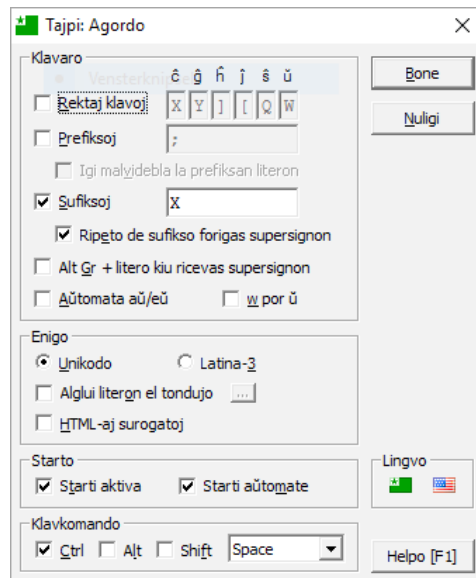 Tajpi: Agordo
Klavaro
ĉ ĝ ĥ ĵ ŝ ŭ
Rektaj klavoj X Y ] [ Q W
Prefiksoj ;
Igi malvidebla la prefiksan literon
Sufiksoj X
Ripeto de sufikso forigas supersignon
Alt Gr + litero kiu ricevas supersignon
Aŭtomata aŭ/eŭ w por ŭ
Enigo
Unikodo Latina-3
Alglui literon el tondujo ...
HTML-aj surogatoj
Starto
Starti aktiva Starti aŭtomate
Klavkomando
Ctrl Alt Shift Space
Bone
Nuligi
Lingvo
Helpo [F1]